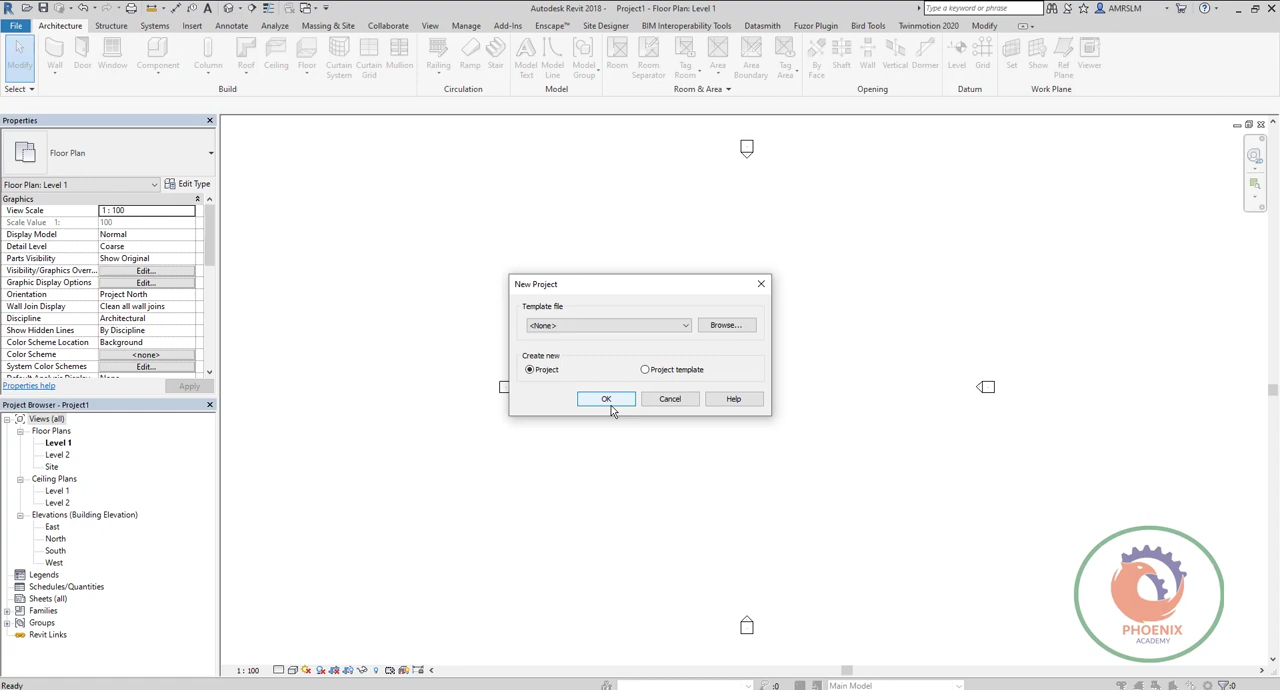 Autodesk Revit 2018 - Project1 - Floor Plan: Level 1
Type a keyword or phrase
AMRSLM
File Architecture Structure Systems Insert Annotate Analyze Massing & Site Collaborate View Manage Add-Ins Enscape™ Site Designer BIM Interoperability Tools Datasmith Fuzor Plugin Bird Tools Twinmotion 2020 Modify
Modify Wall Door Window Component Column Roof Ceiling Floor Curtain System Curtain Grid Mullion Railing Ramp Stair Model Text Model Line Model Group Room Room Separator Tag Room Area Area Boundary Tag Area By Face Shaft Wall Vertical Dormer Level Grid Set Show Ref Plane Viewer
Select Build Circulation Model Room & Area Opening Datum Work Plane
Properties
Floor Plan
Floor Plan: Level 1 Edit Type
Graphics
View Scale 1 : 100
Scale Value 1: 100
Display Model Normal
Detail Level Coarse
Parts Visibility Show Original
Visibility/Graphics Overr... Edit...
Graphic Display Options Edit...
Orientation Project North
Wall Join Display Clean all wall joins
Discipline Architectural
Show Hidden Lines By Discipline
Color Scheme Location Background
Color Scheme <none>
System Color Schemes Edit...
Properties help Apply
Project Browser - Project1
Views (all)
Floor Plans
Level 1
Level 2
Site
Ceiling Plans
Level 1
Level 2
Elevations (Building Elevation)
East
North
South
West
Legends
Schedules/Quantities
Sheets (all)
Families
Groups
Revit Links
New Project
Template file
<None> Browse...
Create new
Project Project template
OK Cancel Help
PHOENIX
ACADEMY
1 : 100
Ready
:0
Main Model
:0